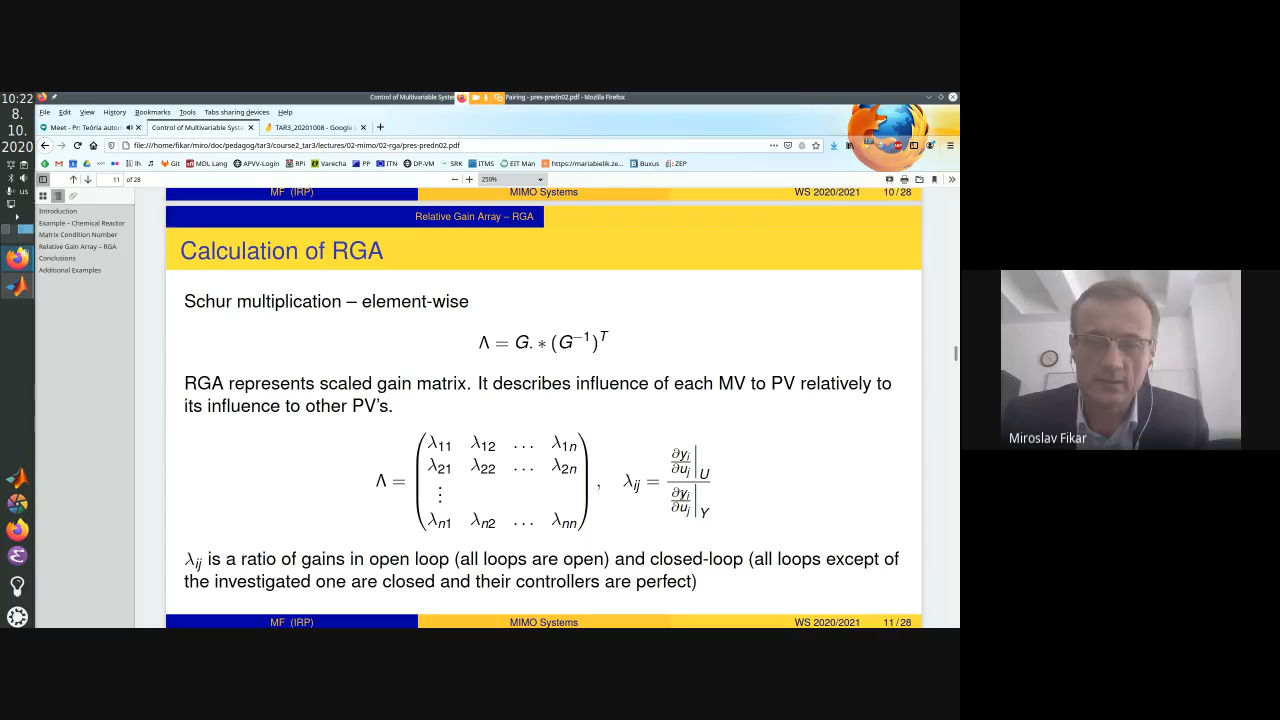 10:22
8.
10.
2020
us
Control of Multivariable Syste
Pairing - pres-predn02.pdf - Mozilla Firefox
File Edit View History Bookmarks Tools Tabs sharing devices Help
Meet - Pr: Teória autom
Control of Multivariable Syst
TAR3_20201008 - Google
file:///home/fikar/miro/doc/pedagog/tar3/course2_tar3/lectures/02-mimo/02-rga/pres-predn02.pdf
lh
Git MDL Lang APVV-Login RPi Varecha PP ITN DP-VM SRK ITMS EIT Man https://mariabielik.sk... Buxus ZEP
11 of 28
250%
Introduction
Example – Chemical Reactor
Matrix Condition Number
Relative Gain Array – RGA
Conclusions
Additional Examples
MF (IRP) MIMO Systems WS 2020/2021 10 / 28
Relative Gain Array – RGA
Calculation of RGA
Schur multiplication – element-wise
Λ = G. ∗ (G⁻¹)ᵀ
RGA represents scaled gain matrix. It describes influence of each MV to PV relatively to
its influence to other PV's.
Λ = ( λ11 λ12 … λ1n
λ21 λ22 … λ2n
⋮
λn1 λn2 … λnn ) , λij = ∂yi/∂uj|U / ∂yi/∂uj|Y
λij is a ratio of gains in open loop (all loops are open) and closed-loop (all loops except of
the investigated one are closed and their controllers are perfect)
MF (IRP) MIMO Systems WS 2020/2021 11 / 28
Miroslav Fikar